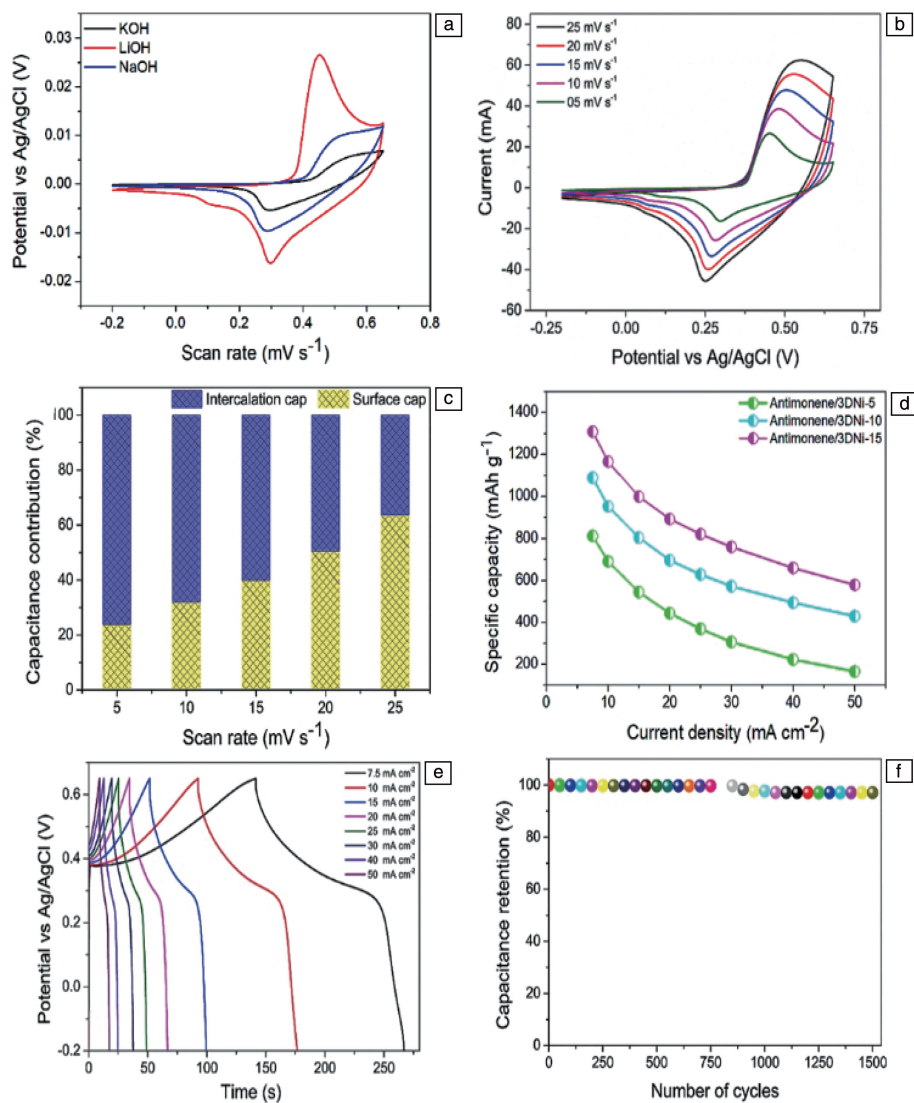 a
KOH
LiOH
NaOH
Potential vs Ag/AgCl (V)
0.03
0.02
0.01
0.00
-0.01
-0.02
-0.2 0.0 0.2 0.4 0.6 0.8
Scan rate (mV s⁻¹)
b
25 mV s⁻¹
20 mV s⁻¹
15 mV s⁻¹
10 mV s⁻¹
05 mV s⁻¹
Current (mA)
80
60
40
20
0
-20
-40
-60
-0.25 0.00 0.25 0.50 0.75
Potential vs Ag/AgCl (V)
c
Intercalation cap Surface cap
Capacitance contribution (%)
100
80
60
40
20
0
5 10 15 20 25
Scan rate (mV s⁻¹)
d
Antimonene/3DNi-5
Antimonene/3DNi-10
Antimonene/3DNi-15
Specific capacity (mAh g⁻¹)
1400
1200
1000
800
600
400
200
0 10 20 30 40 50
Current density (mA cm⁻²)
e
7.5 mA cm⁻²
10 mA cm⁻²
15 mA cm⁻²
20 mA cm⁻²
25 mA cm⁻²
30 mA cm⁻²
40 mA cm⁻²
50 mA cm⁻²
Potential vs Ag/AgCl (V)
0.6
0.4
0.2
0.0
-0.2
0 50 100 150 200 250
Time (s)
f
Capacitance retention (%)
100
80
60
40
20
0
0 250 500 750 1000 1250 1500
Number of cycles